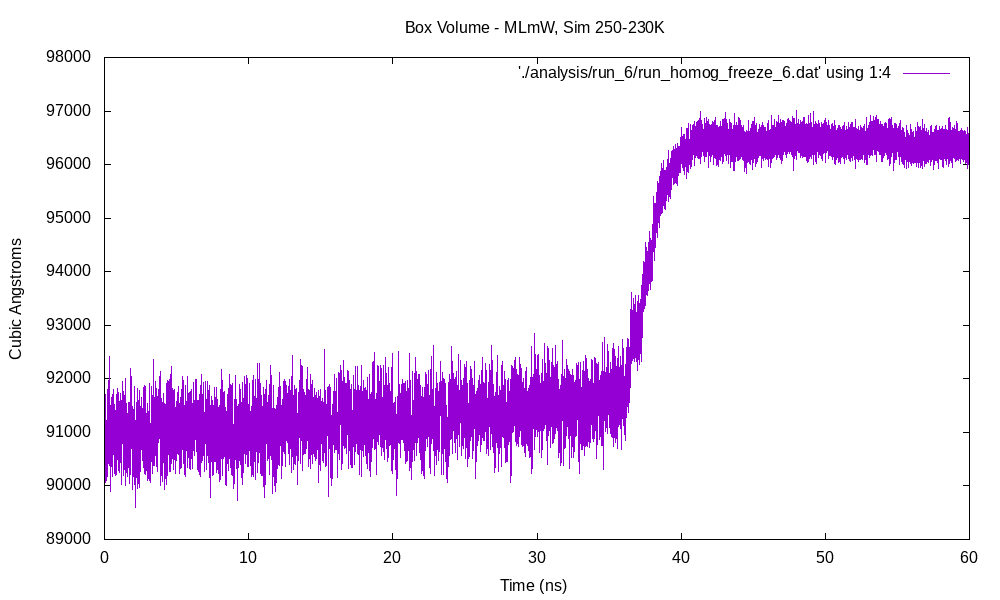 Box Volume - MLmW, Sim 250-230K
'./analysis/run_6/run_homog_freeze_6.dat' using 1:4
98000
97000
96000
95000
94000
93000
92000
91000
90000
89000
Cubic Angstroms
0 10 20 30 40 50 60
Time (ns)